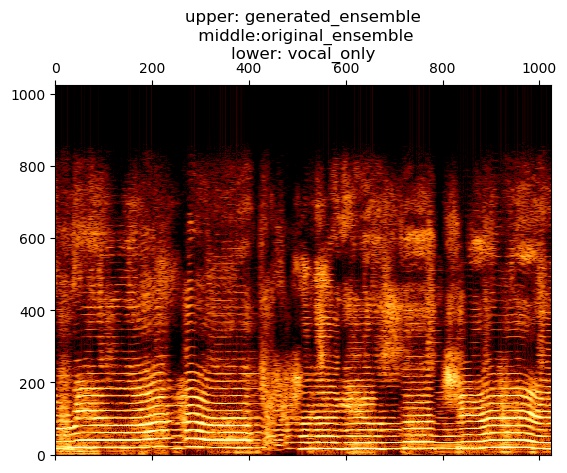 upper: generated_ensemble
middle:original_ensemble
lower: vocal_only
0 200 400 600 800 1000
1000
800
600
400
200
0